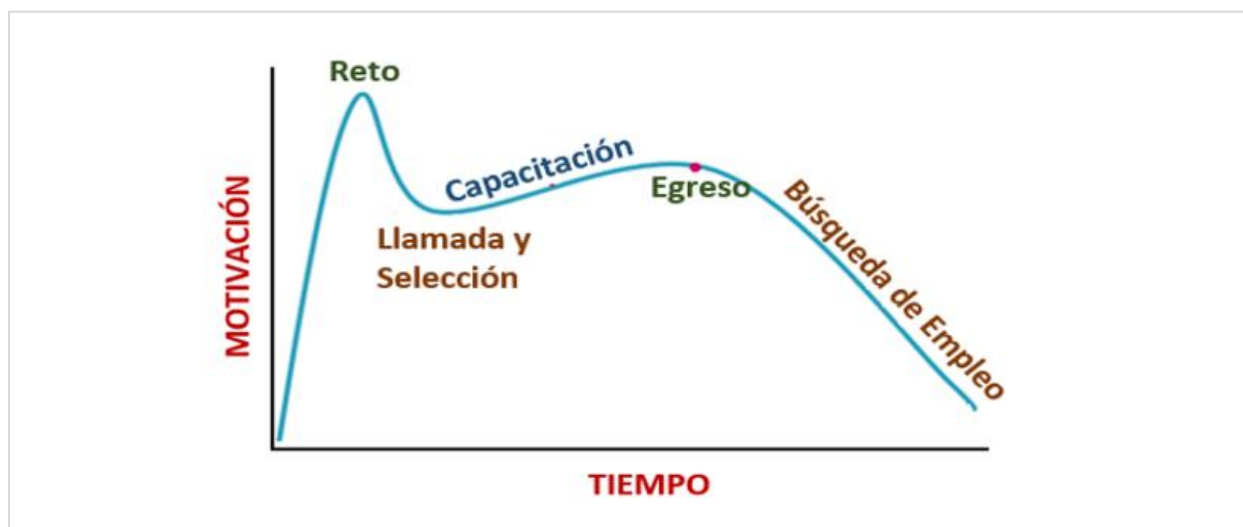 Reto
Capacitación
Egreso
Llamada y
Selección
Búsqueda de Empleo
MOTIVACIÓN
TIEMPO